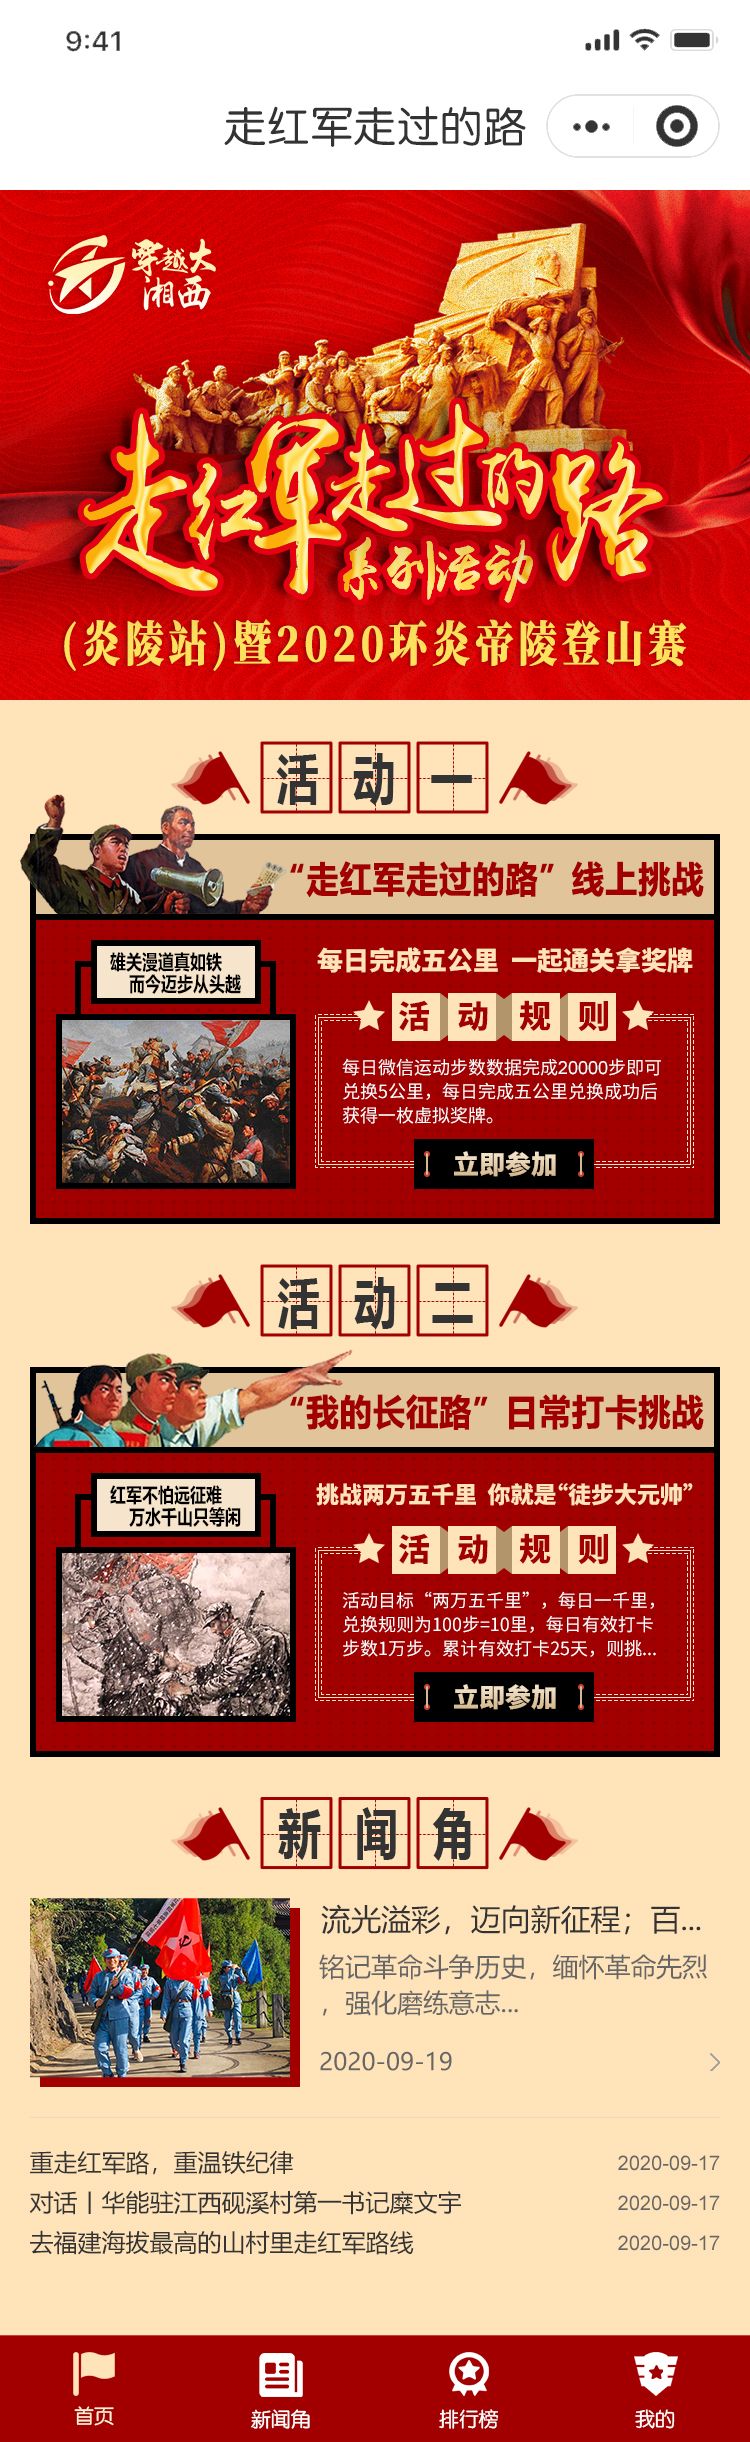 9:41
走红军走过的路
穿越大
湘西
走红军走过的路
系列活动
(炎陵站)暨2020环炎帝陵登山赛
活动一
“走红军走过的路”线上挑战
雄关漫道真如铁
而今迈步从头越
每日完成五公里 一起通关拿奖牌
活动规则
每日微信运动步数数据完成20000步即可
兑换5公里，每日完成五公里兑换成功后
获得一枚虚拟奖牌。
立即参加
活动二
“我的长征路”日常打卡挑战
红军不怕远征难
万水千山只等闲
挑战两万五千里 你就是“徒步大元帅”
活动规则
活动目标“两万五千里”，每日一千里，
兑换规则为100步=10里，每日有效打卡
步数1万步。累计有效打卡25天，则挑...
立即参加
新闻角
流光溢彩，迈向新征程；百...
铭记革命斗争历史，缅怀革命先烈
，强化磨练意志...
2020-09-19
重走红军路，重温铁纪律 2020-09-17
对话丨华能驻江西砚溪村第一书记糜文宇 2020-09-17
去福建海拔最高的山村里走红军路线 2020-09-17
首页 新闻角 排行榜 我的